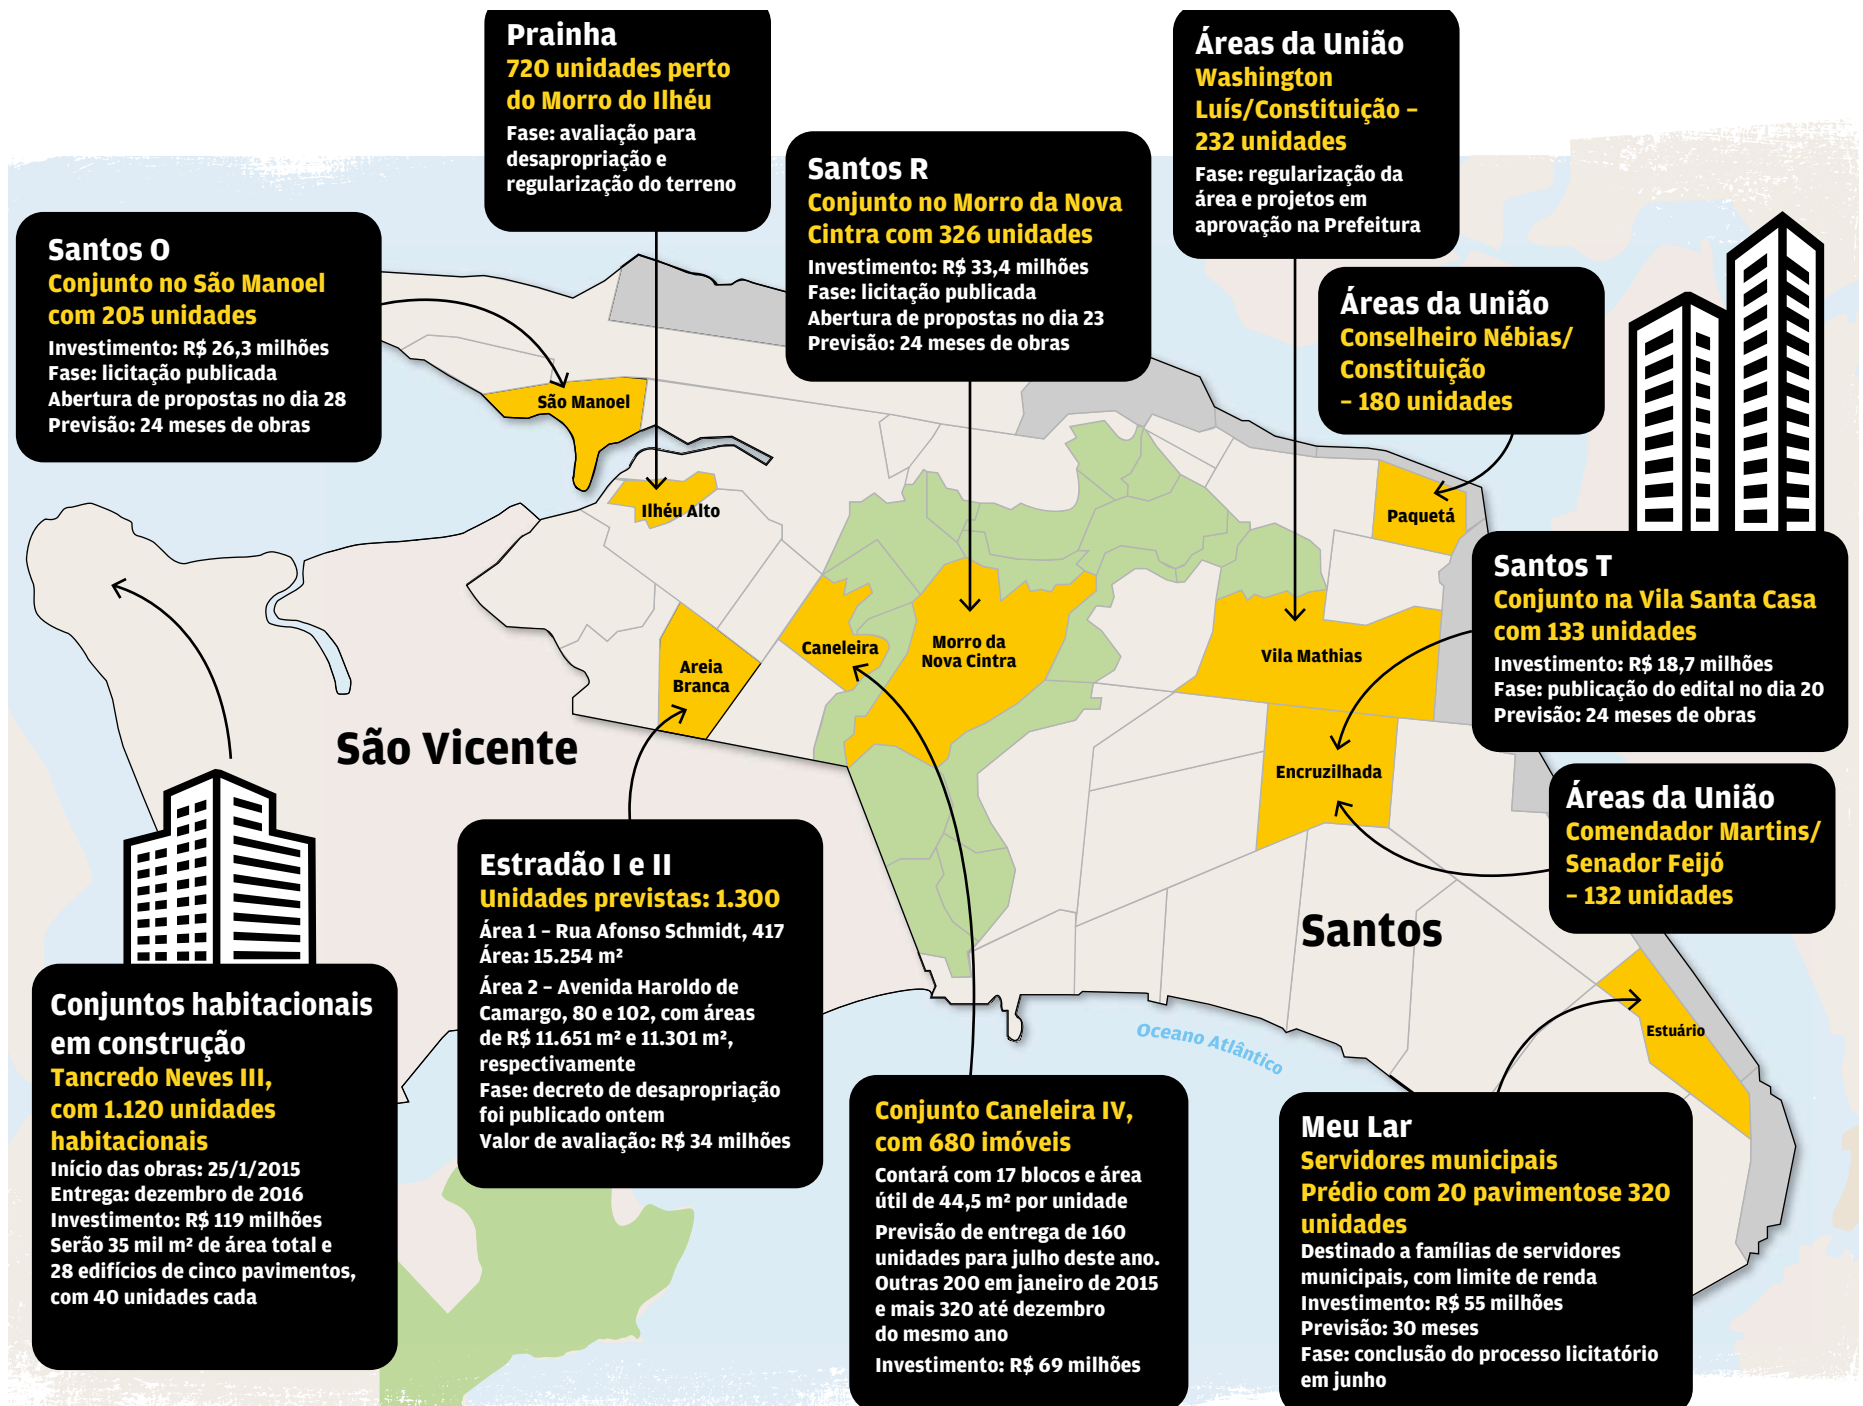 Prainha
720 unidades perto
do Morro do Ilhéu
Fase: avaliação para
desapropriação e
regularização do terreno
Áreas da União
Washington
Luís/Constituição –
232 unidades
Fase: regularização da
área e projetos em
aprovação na Prefeitura
Santos R
Conjunto no Morro da Nova
Cintra com 326 unidades
Investimento: R$ 33,4 milhões
Fase: licitação publicada
Abertura de propostas no dia 23
Previsão: 24 meses de obras
Santos O
Conjunto no São Manoel
com 205 unidades
Investimento: R$ 26,3 milhões
Fase: licitação publicada
Abertura de propostas no dia 28
Previsão: 24 meses de obras
Áreas da União
Conselheiro Nébias/
Constituição
– 180 unidades
São Manoel
Ilhéu Alto
Paquetá
Santos T
Conjunto na Vila Santa Casa
com 133 unidades
Investimento: R$ 18,7 milhões
Fase: publicação do edital no dia 20
Previsão: 24 meses de obras
Caneleira
Morro da
Nova Cintra
Vila Mathias
Areia
Branca
São Vicente
Encruzilhada
Áreas da União
Comendador Martins/
Senador Feijó
– 132 unidades
Estradão I e II
Unidades previstas: 1.300
Área 1 – Rua Afonso Schmidt, 417
Área: 15.254 m²
Área 2 – Avenida Haroldo de
Camargo, 80 e 102, com áreas
de R$ 11.651 m² e 11.301 m²,
respectivamente
Fase: decreto de desapropriação
foi publicado ontem
Valor de avaliação: R$ 34 milhões
Santos
Conjuntos habitacionais
em construção
Tancredo Neves III,
com 1.120 unidades
habitacionais
Início das obras: 25/1/2015
Entrega: dezembro de 2016
Investimento: R$ 119 milhões
Serão 35 mil m² de área total e
28 edifícios de cinco pavimentos,
com 40 unidades cada
Oceano Atlântico
Estuário
Conjunto Caneleira IV,
com 680 imóveis
Contará com 17 blocos e área
útil de 44,5 m² por unidade
Previsão de entrega de 160
unidades para julho deste ano.
Outras 200 em janeiro de 2015
e mais 320 até dezembro
do mesmo ano
Investimento: R$ 69 milhões
Meu Lar
Servidores municipais
Prédio com 20 pavimentose 320
unidades
Destinado a famílias de servidores
municipais, com limite de renda
Investimento: R$ 55 milhões
Previsão: 30 meses
Fase: conclusão do processo licitatório
em junho